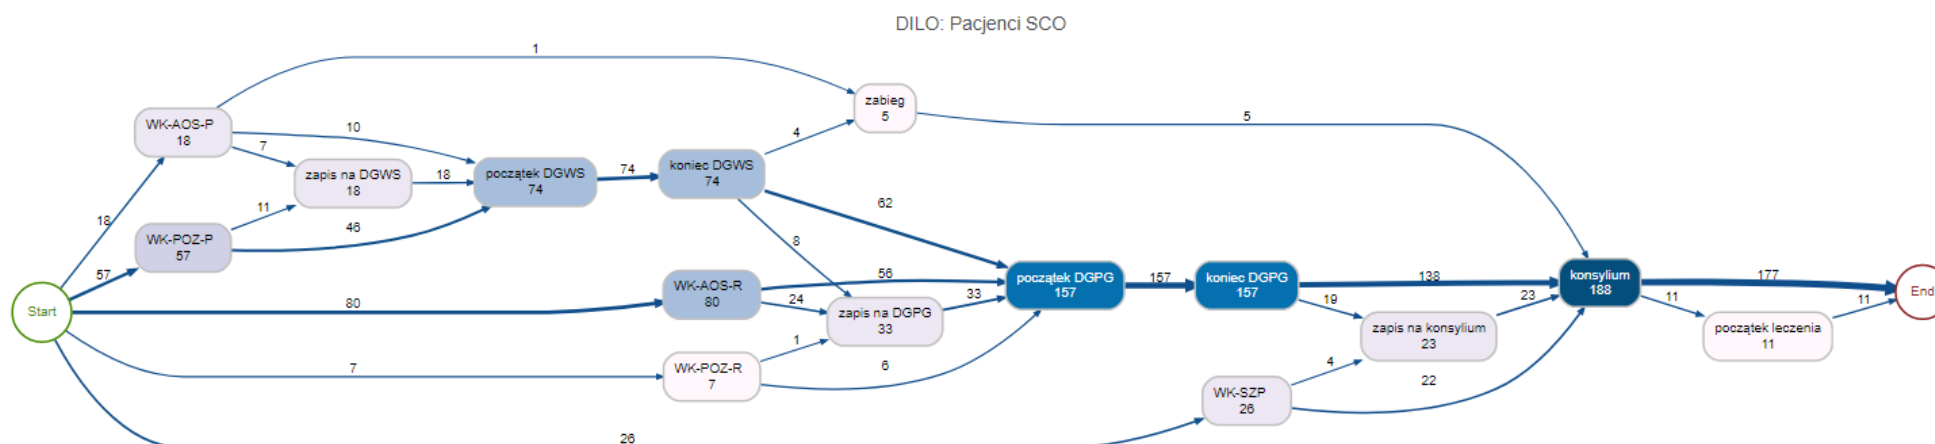 DILO: Pacjenci SCO
1
zabieg
5
WK-AOS-P
18
10
4
5
7
koniec DGWS
74
zapis na DGWS
18
18
początek DGWS
74
74
18
11
62
WK-POZ-P
57
46
8
57
56
początek DGPG
157
157
koniec DGPG
157
138
konsylium
188
177
WK-AOS-R
80
80
24
33
19
23
11
11
End
Start
zapis na DGPG
33
zapis na konsylium
23
początek leczenia
11
1
7
WK-POZ-R
7
6
4
22
WK-SZP
26
26